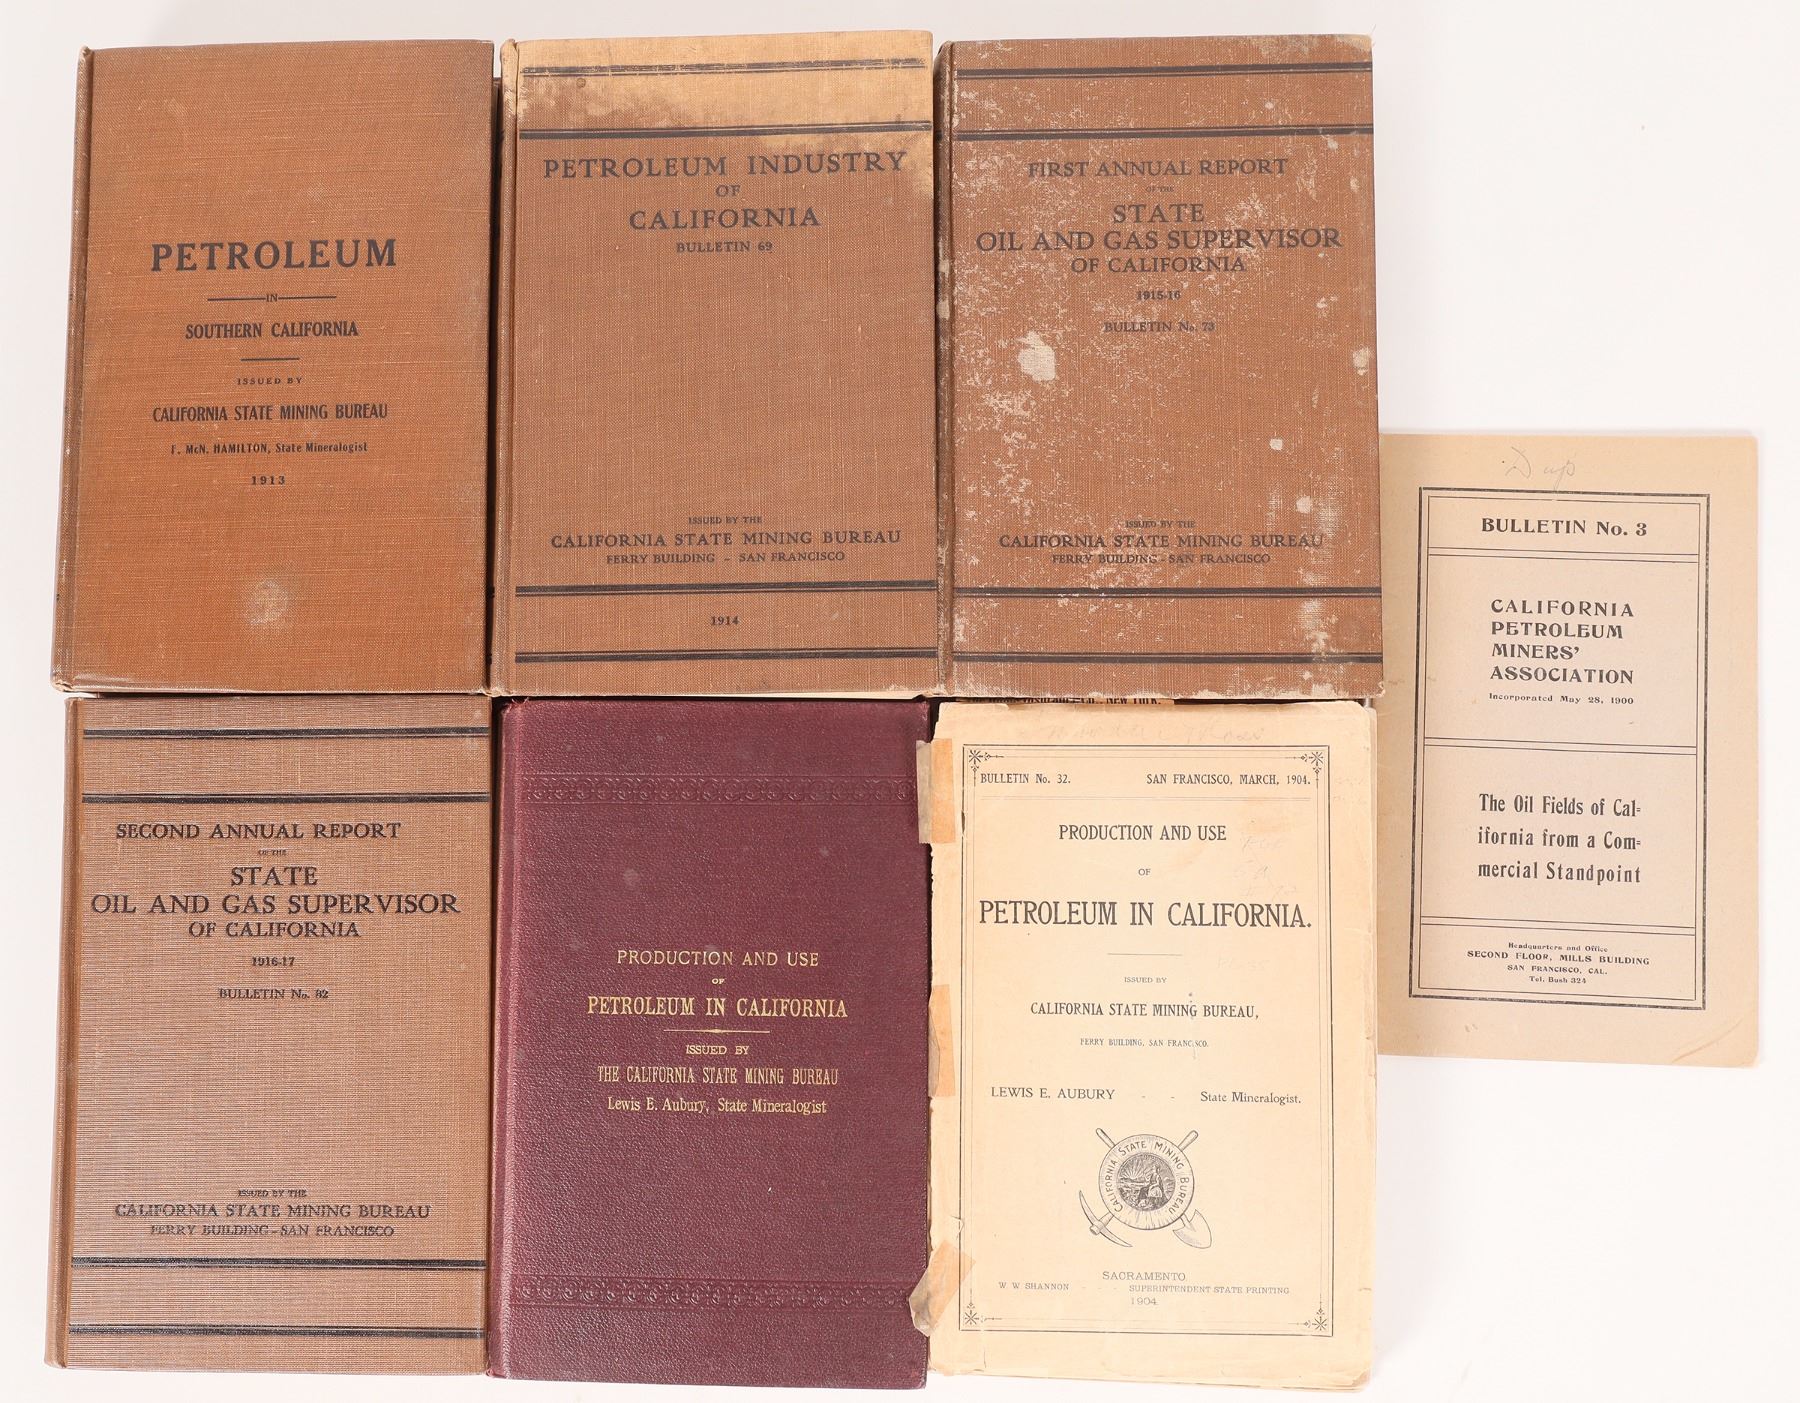 PETROLEUM
IN
SOUTHERN CALIFORNIA
ISSUED BY
CALIFORNIA STATE MINING BUREAU
F. McN. HAMILTON, State Mineralogist
1913
PETROLEUM INDUSTRY
OF
CALIFORNIA
BULLETIN 69
ISSUED BY THE
CALIFORNIA STATE MINING BUREAU
FERRY BUILDING - SAN FRANCISCO
1914
FIRST ANNUAL REPORT
OF THE
STATE
OIL AND GAS SUPERVISOR
OF CALIFORNIA
1915-16
BULLETIN No. 73
ISSUED BY THE
CALIFORNIA STATE MINING BUREAU
FERRY BUILDING - SAN FRANCISCO
Dup
BULLETIN No. 3
CALIFORNIA
PETROLEUM
MINERS'
ASSOCIATION
Incorporated May 28, 1900
The Oil Fields of Cal=
ifornia from a Com=
mercial Standpoint
Headquarters and Office
SECOND FLOOR, MILLS BUILDING
SAN FRANCISCO, CAL.
Tel. Bush 324
SECOND ANNUAL REPORT
OF THE
STATE
OIL AND GAS SUPERVISOR
OF CALIFORNIA
1916-17
BULLETIN No. 82
ISSUED BY THE
CALIFORNIA STATE MINING BUREAU
FERRY BUILDING - SAN FRANCISCO
PRODUCTION AND USE
OF
PETROLEUM IN CALIFORNIA
ISSUED BY
THE CALIFORNIA STATE MINING BUREAU
Lewis E. Aubury, State Mineralogist
NEW YORK.
BULLETIN No. 32. SAN FRANCISCO, MARCH, 1904.
PRODUCTION AND USE
OF
PETROLEUM IN CALIFORNIA.
ISSUED BY
CALIFORNIA STATE MINING BUREAU,
FERRY BUILDING, SAN FRANCISCO.
LEWIS E. AUBURY - - State Mineralogist.
CALIFORNIA STATE MINING BUREAU.
SACRAMENTO
W. W. SHANNON - - - SUPERINTENDENT STATE PRINTING
1904